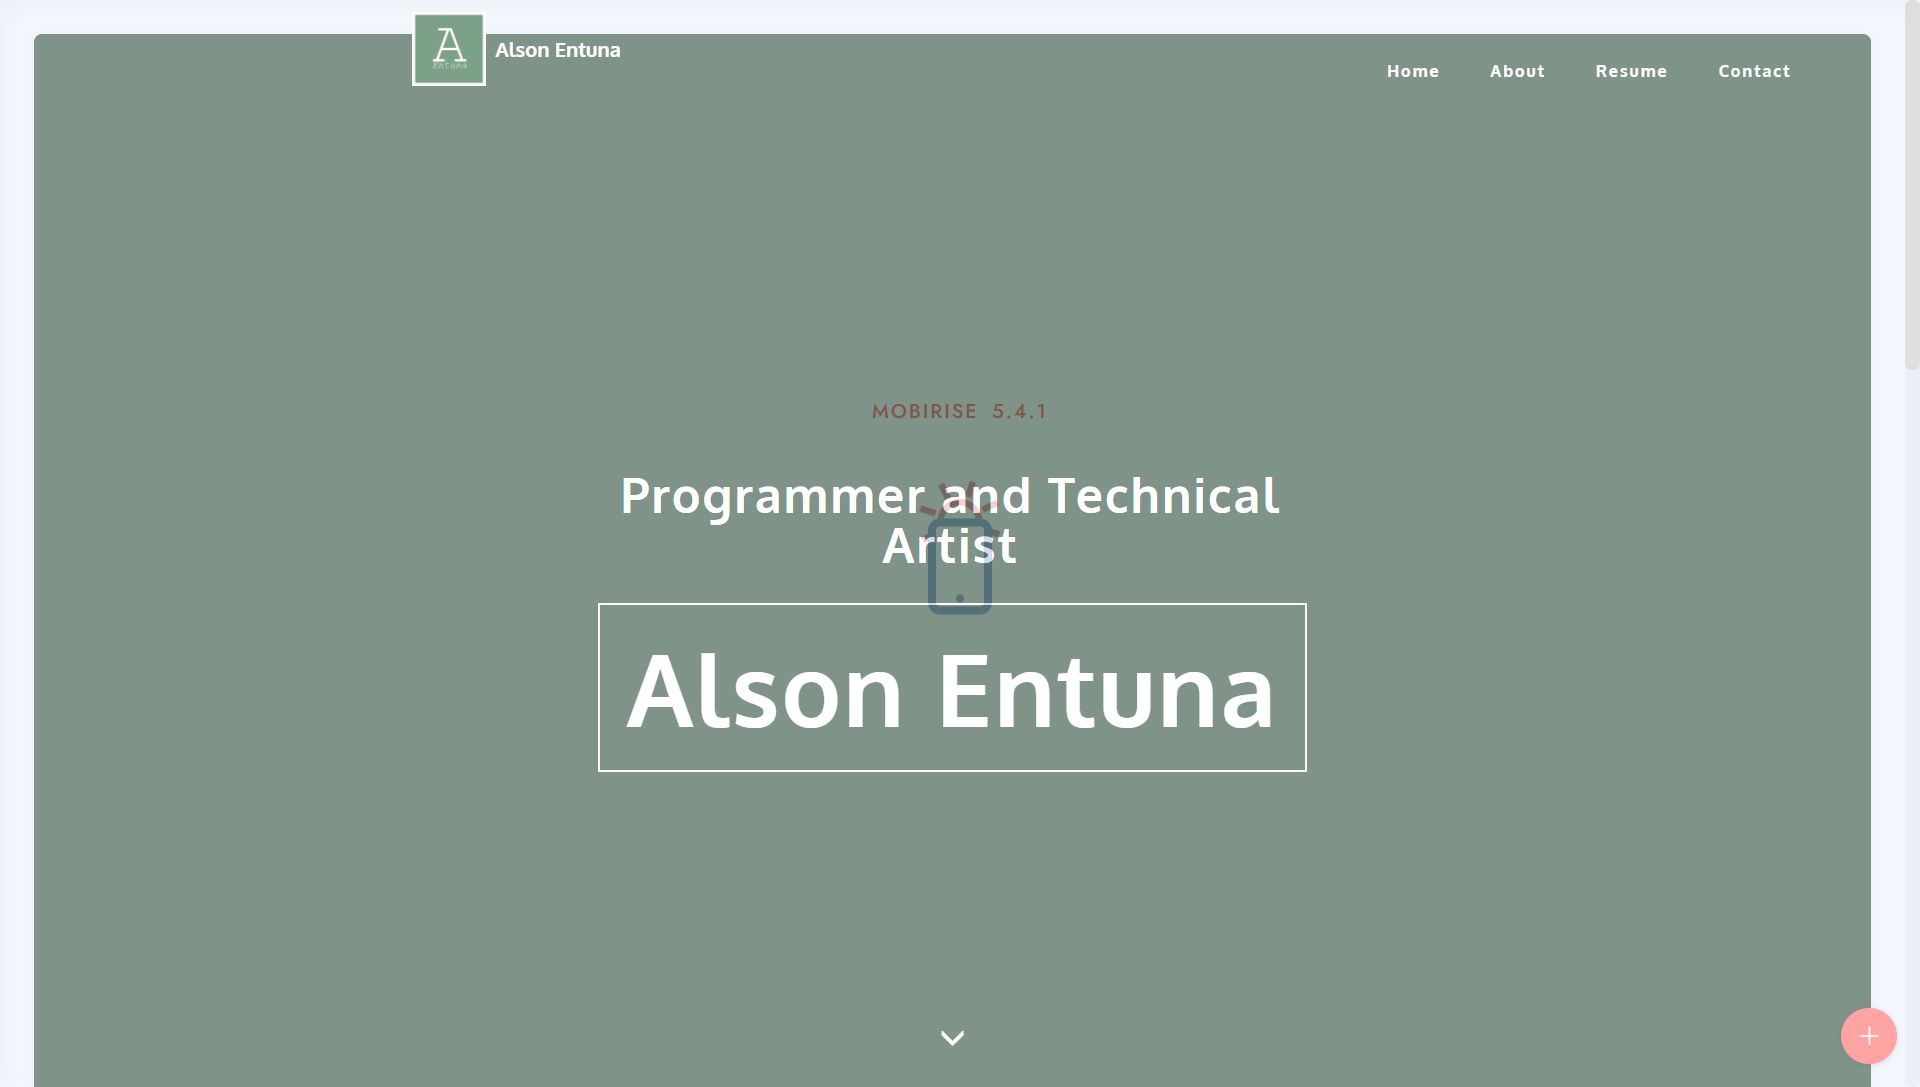 A
Entuna
Alson Entuna
Home
About
Resume
Contact
MOBIRISE 5.4.1
Programmer and Technical
Artist
Alson Entuna